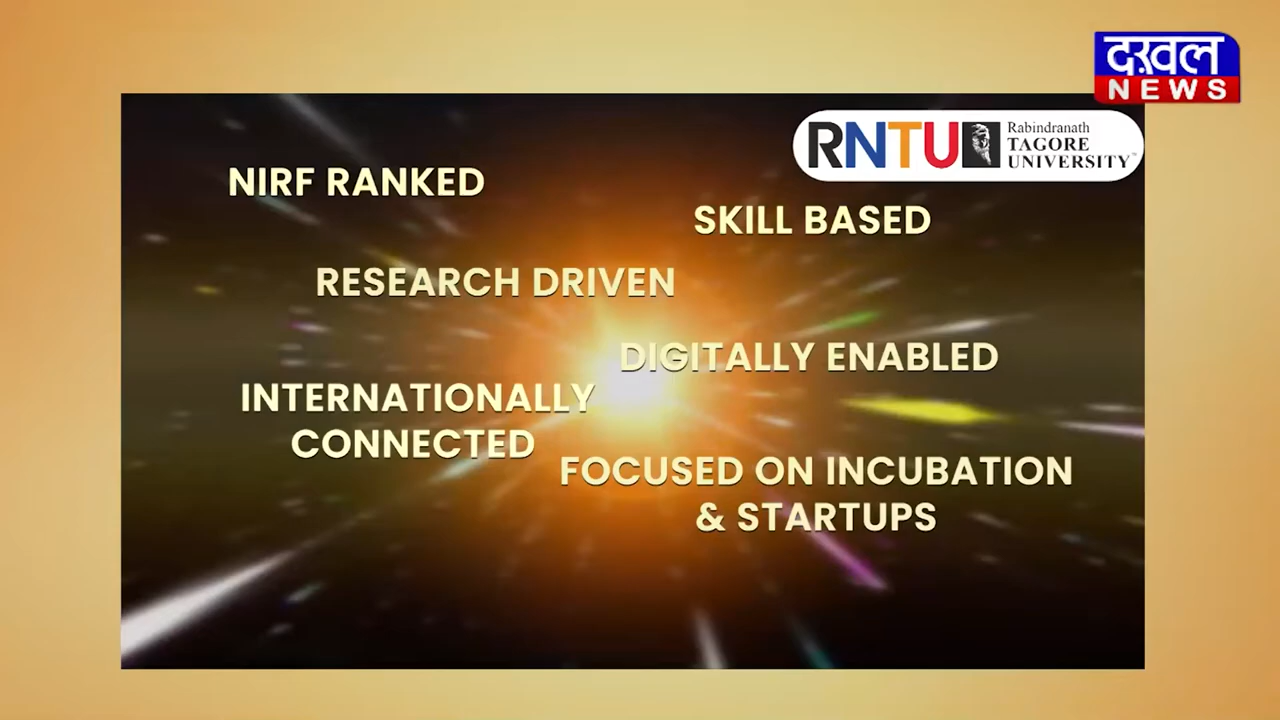 दख़ल
NEWS
RNTU
Rabindranath
TAGORE
UNIVERSITY
NIRF RANKED
SKILL BASED
RESEARCH DRIVEN
DIGITALLY ENABLED
INTERNATIONALLY
CONNECTED
FOCUSED ON INCUBATION
& STARTUPS